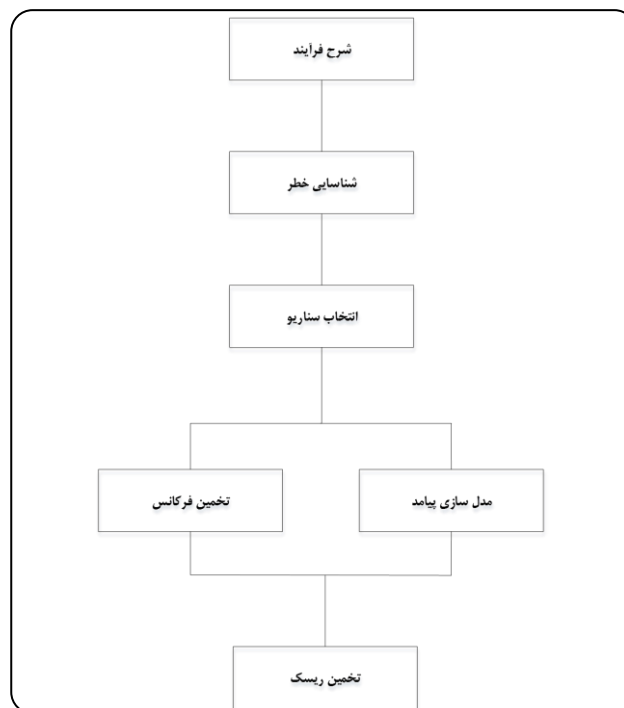 شرح فرآیند
شناسایی خطر
انتخاب سناریو
مدل سازی پیامد
تخمین فرکانس
تخمین ریسک